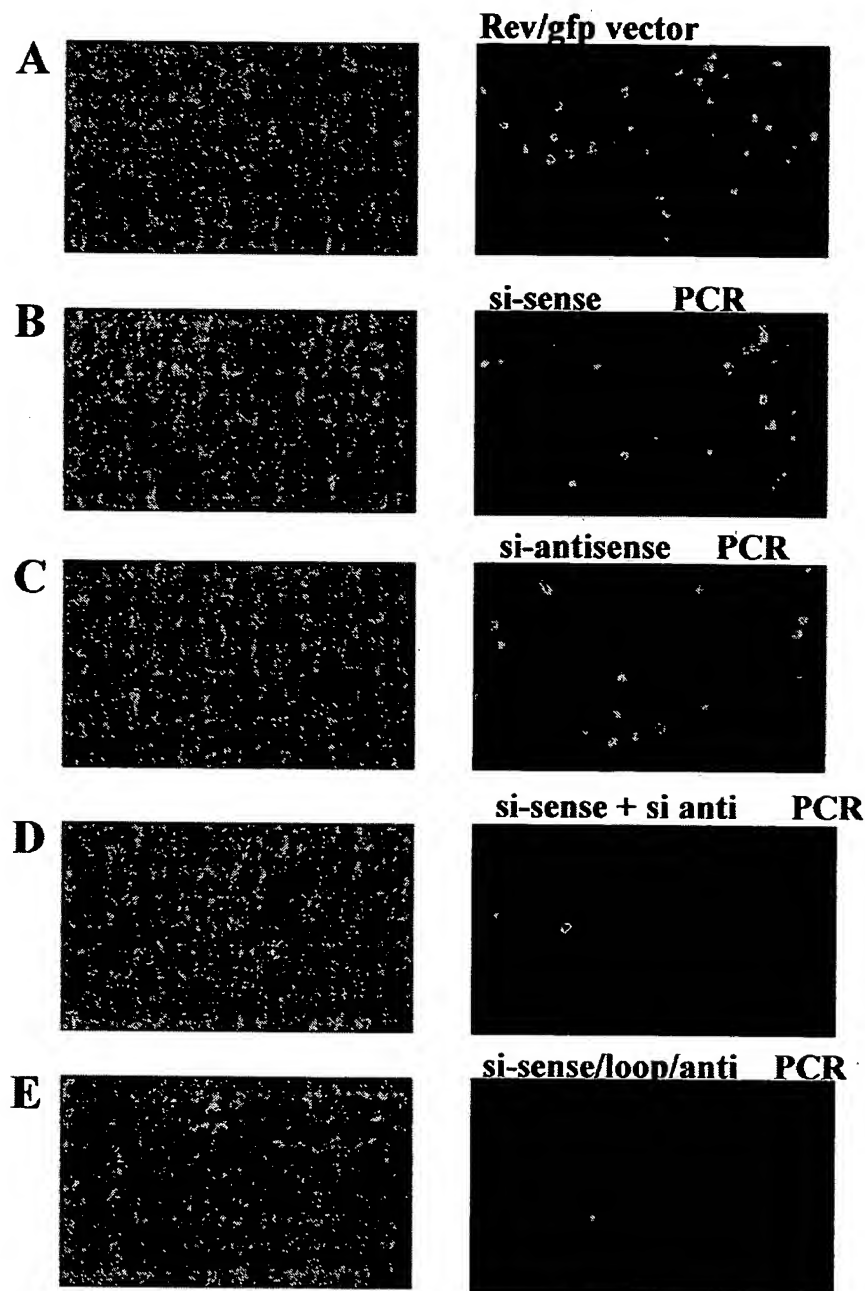 A
Rev/gfp vector
B
si-sense PCR
C
si-antisense PCR
D
si-sense + si anti PCR
E
si-sense/loop/anti PCR